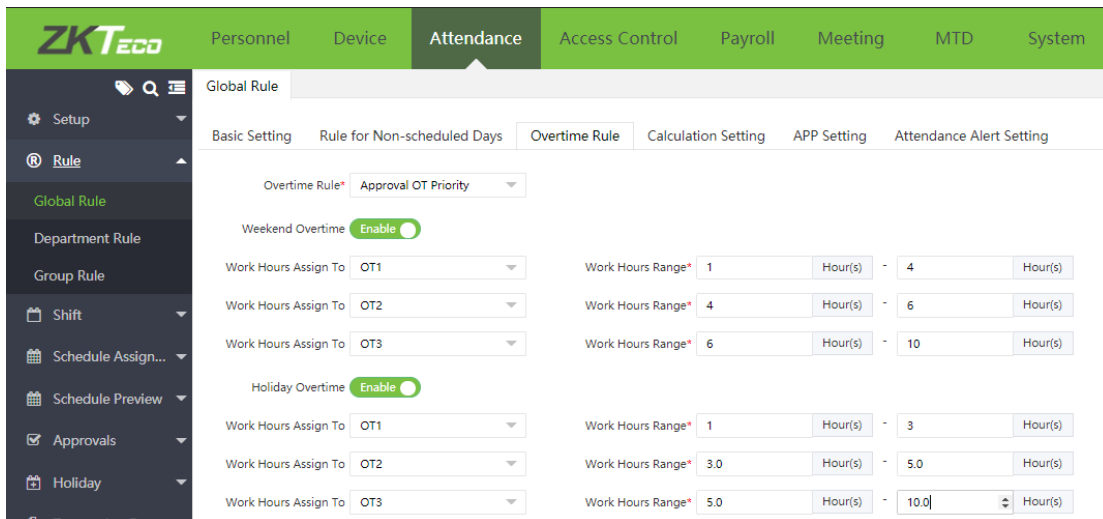 ZKTECO Personnel Device Attendance Access Control Payroll Meeting MTD System
Global Rule
Setup
Basic Setting Rule for Non-scheduled Days Overtime Rule Calculation Setting APP Setting Attendance Alert Setting
® Rule
Overtime Rule* Approval OT Priority
Global Rule
Weekend Overtime Enable
Department Rule
Work Hours Assign To OT1 Work Hours Range* 1 Hour(s) - 4 Hour(s)
Group Rule
Work Hours Assign To OT2 Work Hours Range* 4 Hour(s) - 6 Hour(s)
Shift
Work Hours Assign To OT3 Work Hours Range* 6 Hour(s) - 10 Hour(s)
Schedule Assign...
Holiday Overtime Enable
Schedule Preview
Work Hours Assign To OT1 Work Hours Range* 1 Hour(s) - 3 Hour(s)
Approvals
Work Hours Assign To OT2 Work Hours Range* 3.0 Hour(s) - 5.0 Hour(s)
Holiday
Work Hours Assign To OT3 Work Hours Range* 5.0 Hour(s) - 10.0 Hour(s)